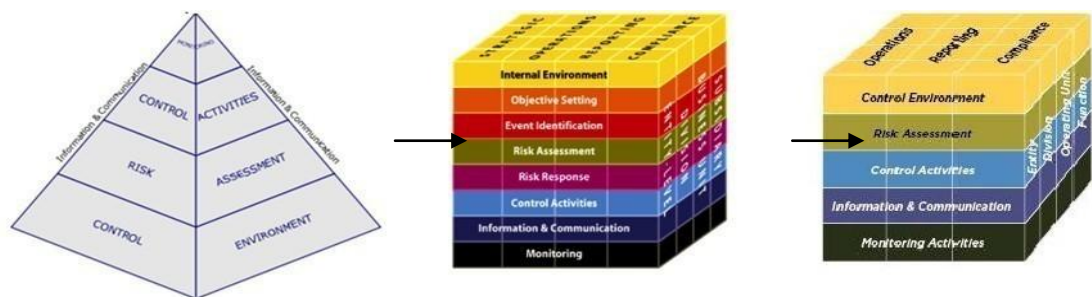 MONITORING
Information & Communication
Information & Communication
CONTROL ACTIVITIES
RISK ASSESSMENT
CONTROL ENVIRONMENT
STRATEGIC
OPERATIONS
REPORTING
COMPLIANCE
Internal Environment
Objective Setting
Event Identification
Risk Assessment
Risk Response
Control Activities
Information & Communication
Monitoring
ENTITY-LEVEL
DIVISION
BUSINESS UNIT
SUBSIDIARY
Operations
Reporting
Compliance
Control Environment
Risk Assessment
Control Activities
Information & Communication
Monitoring Activities
Entity
Division
Operating Unit
Function